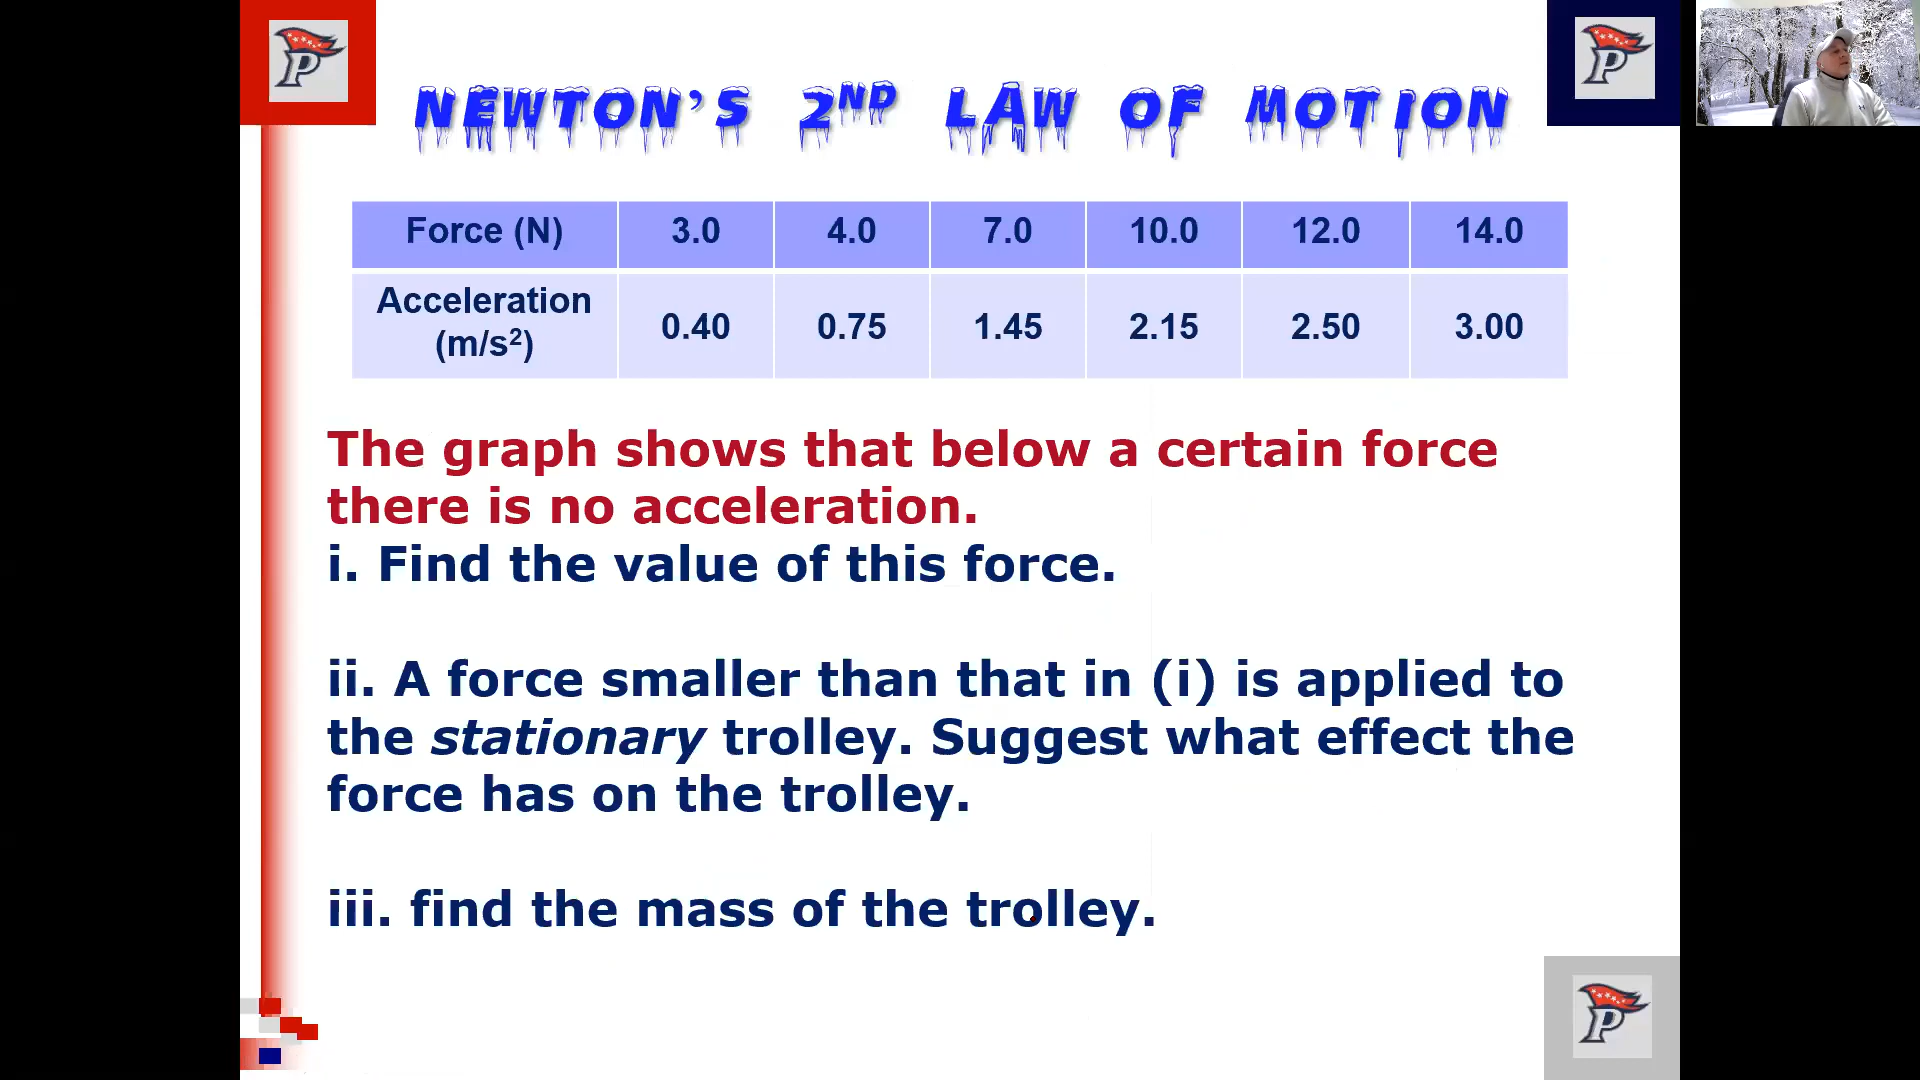 P
P
NEWTON'S 2ND LAW OF MOTION
Force (N) 3.0 4.0 7.0 10.0 12.0 14.0
Acceleration (m/s²) 0.40 0.75 1.45 2.15 2.50 3.00
The graph shows that below a certain force
there is no acceleration.
i. Find the value of this force.
ii. A force smaller than that in (i) is applied to
the stationary trolley. Suggest what effect the
force has on the trolley.
iii. find the mass of the trolley.
P